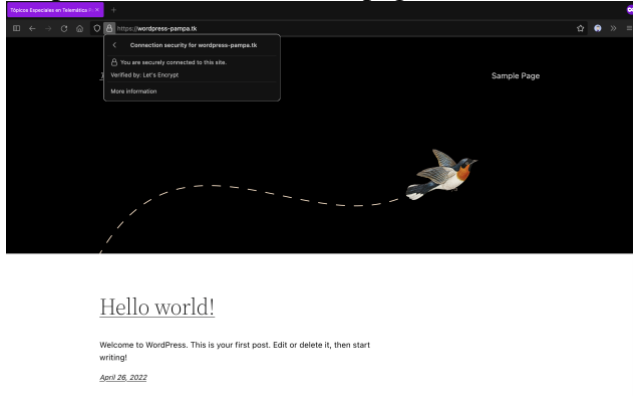 Tópicos Especiales en Telemática
https://wordpress-pampa.tk
Connection security for wordpress-pampa.tk
You are securely connected to this site.
Verified by: Let's Encrypt
More information
Sample Page
Hello world!
Welcome to WordPress. This is your first post. Edit or delete it, then start
writing!
April 26, 2022